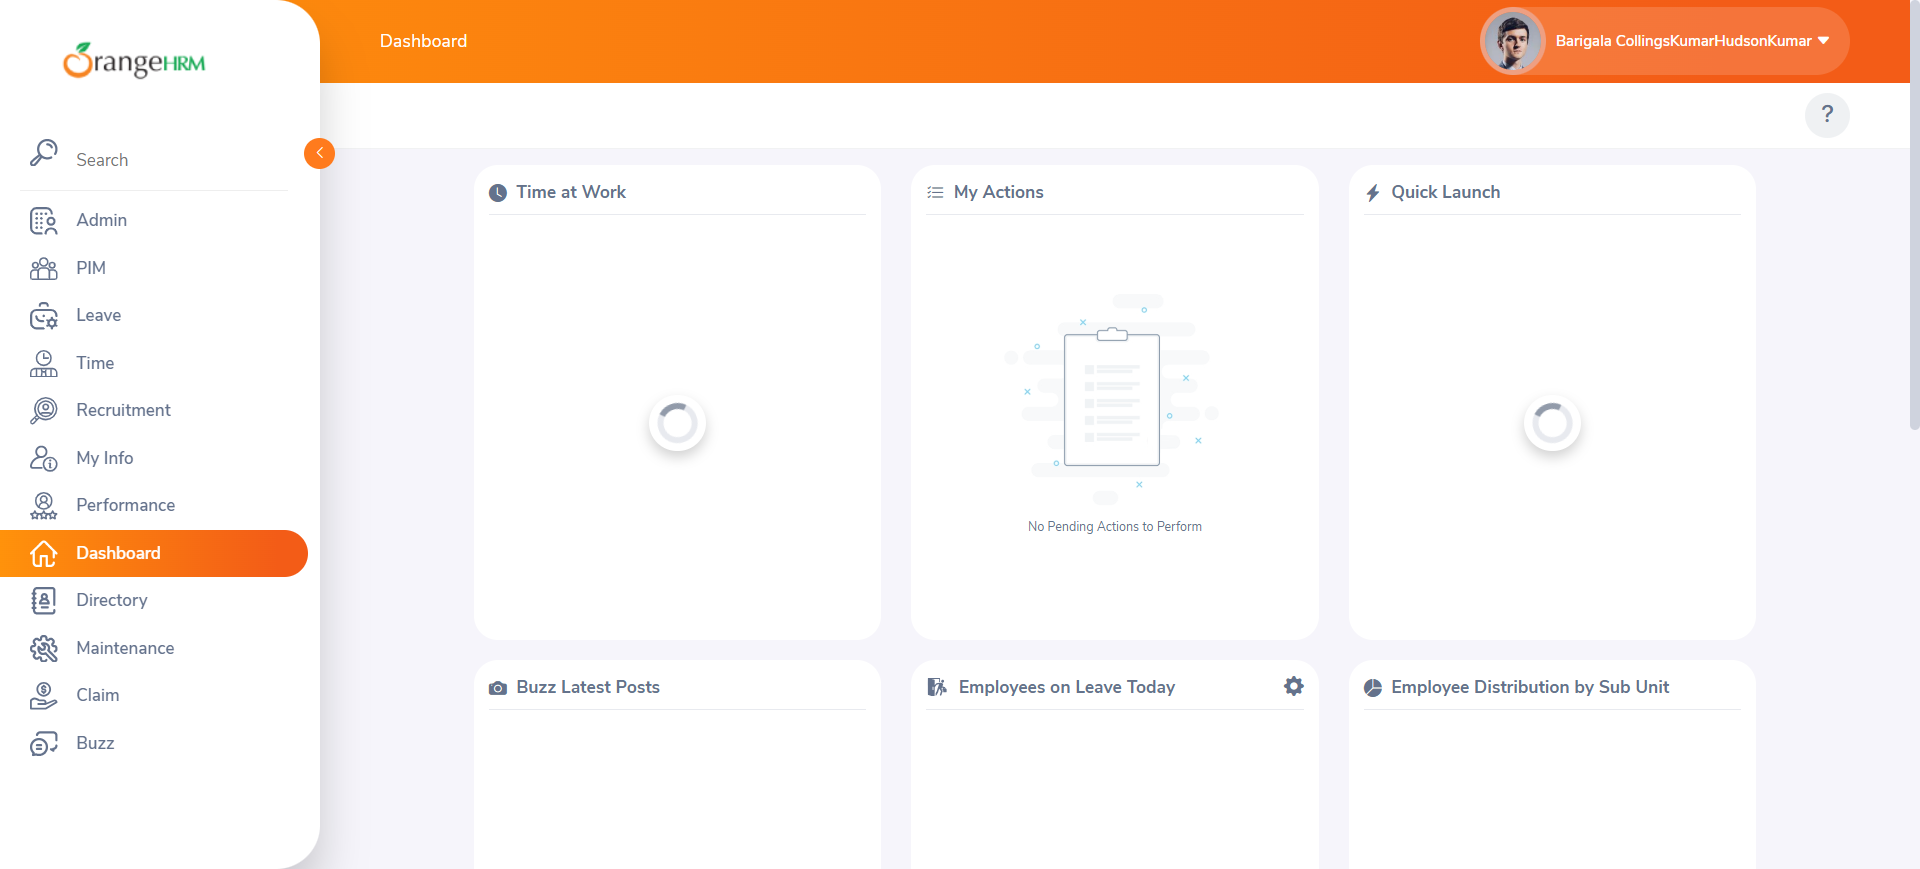 OrangeHRM
Dashboard
Barigala CollingsKumarHudsonKumar
?
Search
Admin
PIM
Leave
Time
Recruitment
My Info
Performance
Dashboard
Directory
Maintenance
Claim
Buzz
Time at Work
My Actions
Quick Launch
No Pending Actions to Perform
Buzz Latest Posts
Employees on Leave Today
Employee Distribution by Sub Unit